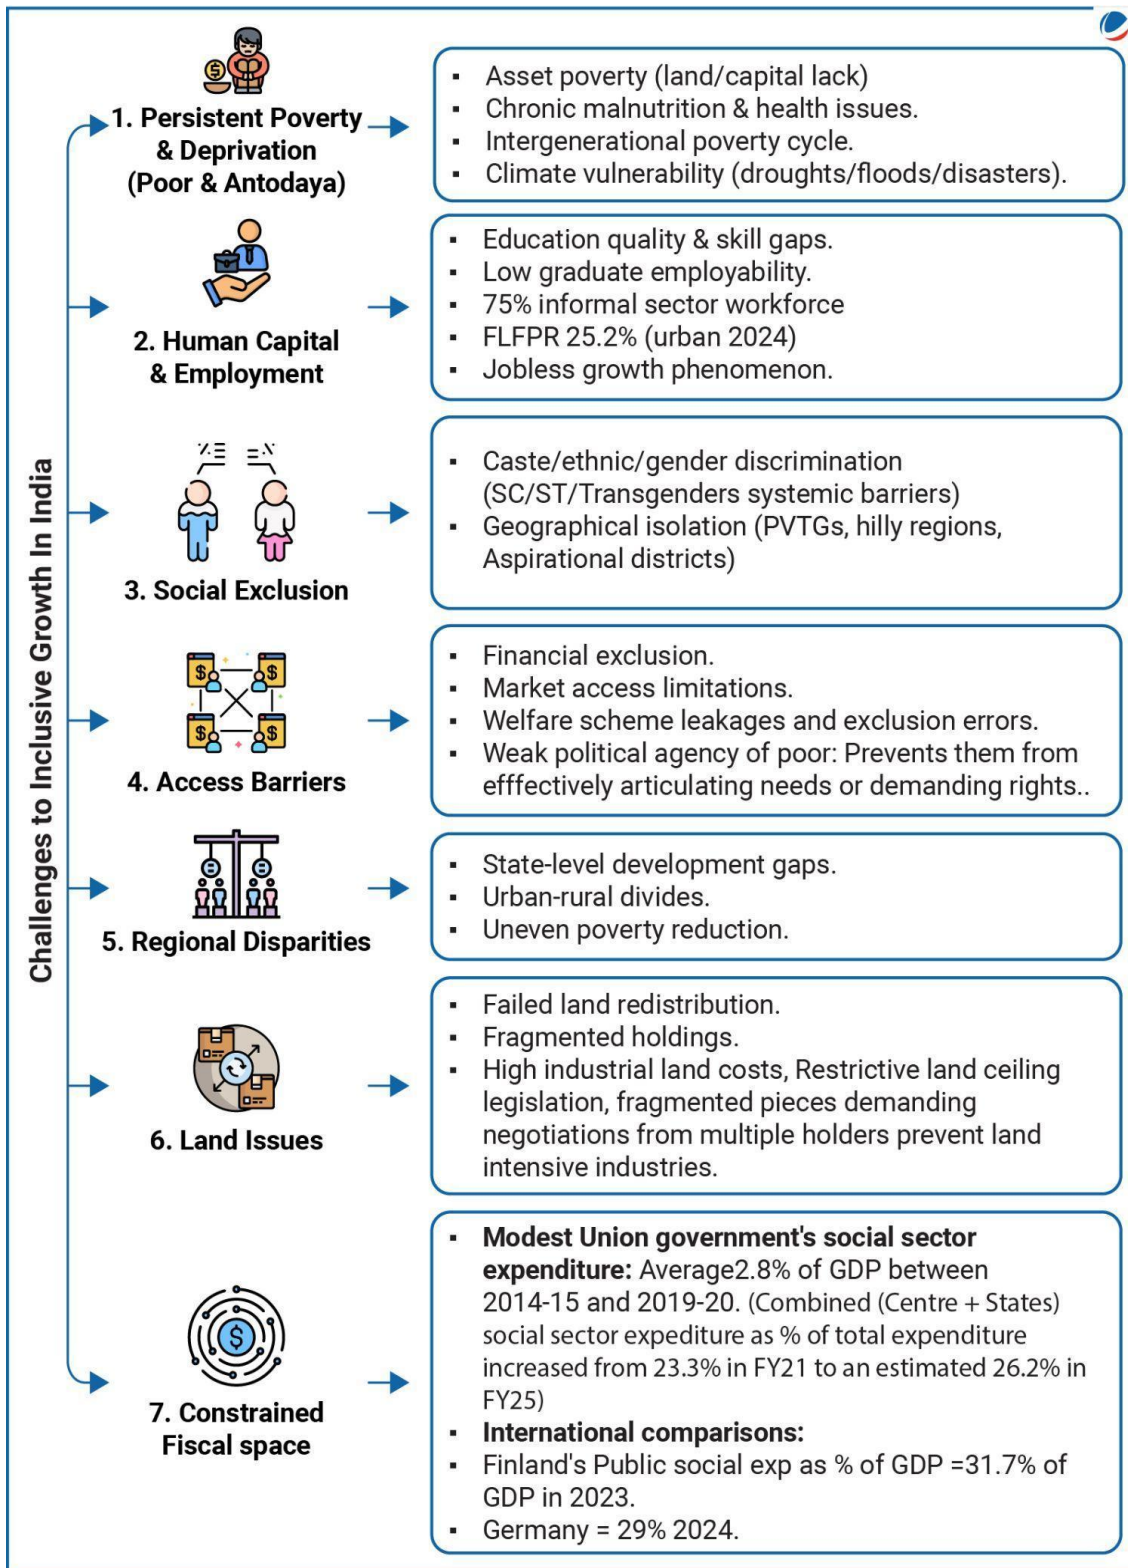 Challenges to Inclusive Growth In India
1. Persistent Poverty
& Deprivation
(Poor & Antodaya)
▪ Asset poverty (land/capital lack)
▪ Chronic malnutrition & health issues.
▪ Intergenerational poverty cycle.
▪ Climate vulnerability (droughts/floods/disasters).
2. Human Capital
& Employment
▪ Education quality & skill gaps.
▪ Low graduate employability.
▪ 75% informal sector workforce
▪ FLFPR 25.2% (urban 2024)
▪ Jobless growth phenomenon.
3. Social Exclusion
▪ Caste/ethnic/gender discrimination
(SC/ST/Transgenders systemic barriers)
▪ Geographical isolation (PVTGs, hilly regions,
Aspirational districts)
4. Access Barriers
▪ Financial exclusion.
▪ Market access limitations.
▪ Welfare scheme leakages and exclusion errors.
▪ Weak political agency of poor: Prevents them from
efffectively articulating needs or demanding rights..
5. Regional Disparities
▪ State-level development gaps.
▪ Urban-rural divides.
▪ Uneven poverty reduction.
6. Land Issues
▪ Failed land redistribution.
▪ Fragmented holdings.
▪ High industrial land costs, Restrictive land ceiling
legislation, fragmented pieces demanding
negotiations from multiple holders prevent land
intensive industries.
7. Constrained
Fiscal space
▪ Modest Union government's social sector
expenditure: Average2.8% of GDP between
2014-15 and 2019-20. (Combined (Centre + States)
social sector expediture as % of total expenditure
increased from 23.3% in FY21 to an estimated 26.2% in
FY25)
▪ International comparisons:
▪ Finland's Public social exp as % of GDP =31.7% of
GDP in 2023.
▪ Germany = 29% 2024.